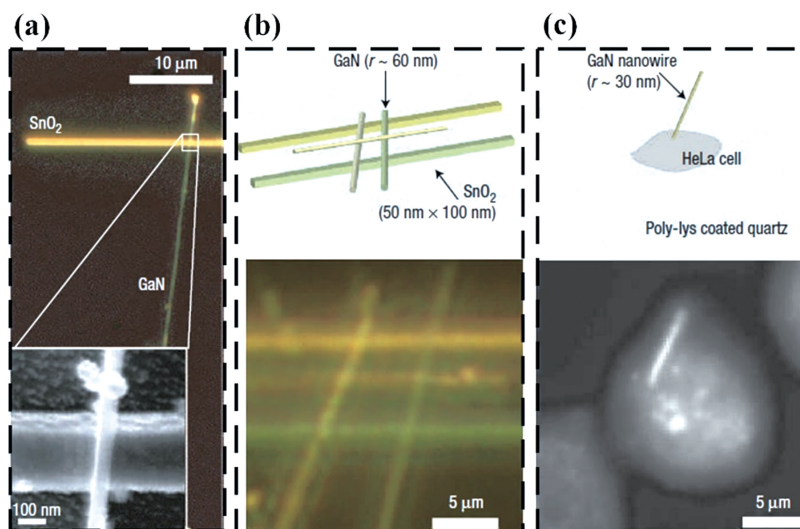 (a)
10 μm
SnO2
GaN
100 nm
(b)
GaN (r ~ 60 nm)
SnO2
(50 nm × 100 nm)
5 μm
(c)
GaN nanowire
(r ~ 30 nm)
HeLa cell
Poly-lys coated quartz
5 μm